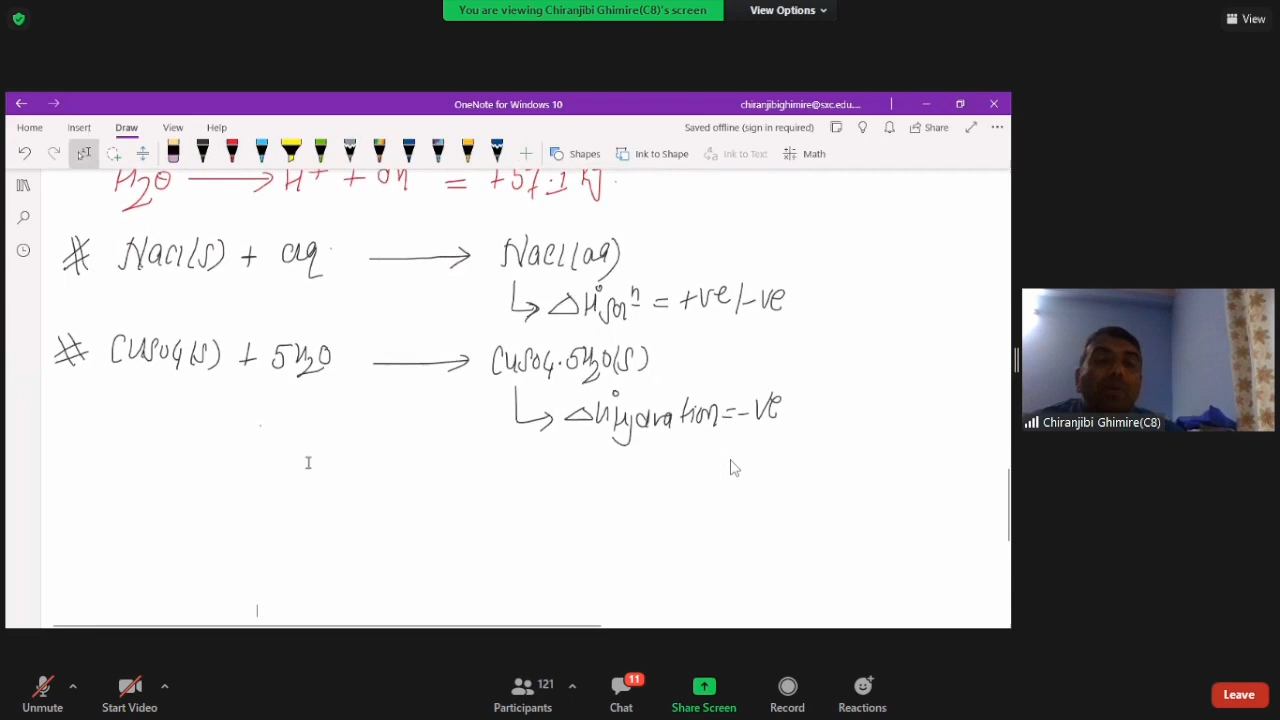 You are viewing Chiranjibi Ghimire(C8)'s screen
View Options
View
OneNote for Windows 10
chiranjibighimire@sxc.edu....
Home Insert Draw View Help
Saved offline (sign in required)
Share
Shapes
Ink to Shape
Ink to Text
Math
H2O ⟶ H+ + OH = +57.1 kJ
# NaCl(s) + aq. ⟶ NaCl(aq)
↳ △H°solⁿ = +ve/-ve
# CuSO4(s) + 5H2O ⟶ CuSO4.5H2O(s)
↳ △H°hydration = -ve
Chiranjibi Ghimire(C8)
Unmute
Start Video
121
Participants
11
Chat
Share Screen
Record
Reactions
Leave